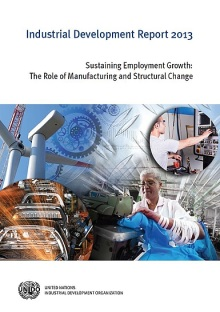 Industrial Development Report 2013
Sustaining Employment Growth:
The Role of Manufacturing and Structural Change
UNITED NATIONS
INDUSTRIAL DEVELOPMENT ORGANIZATION